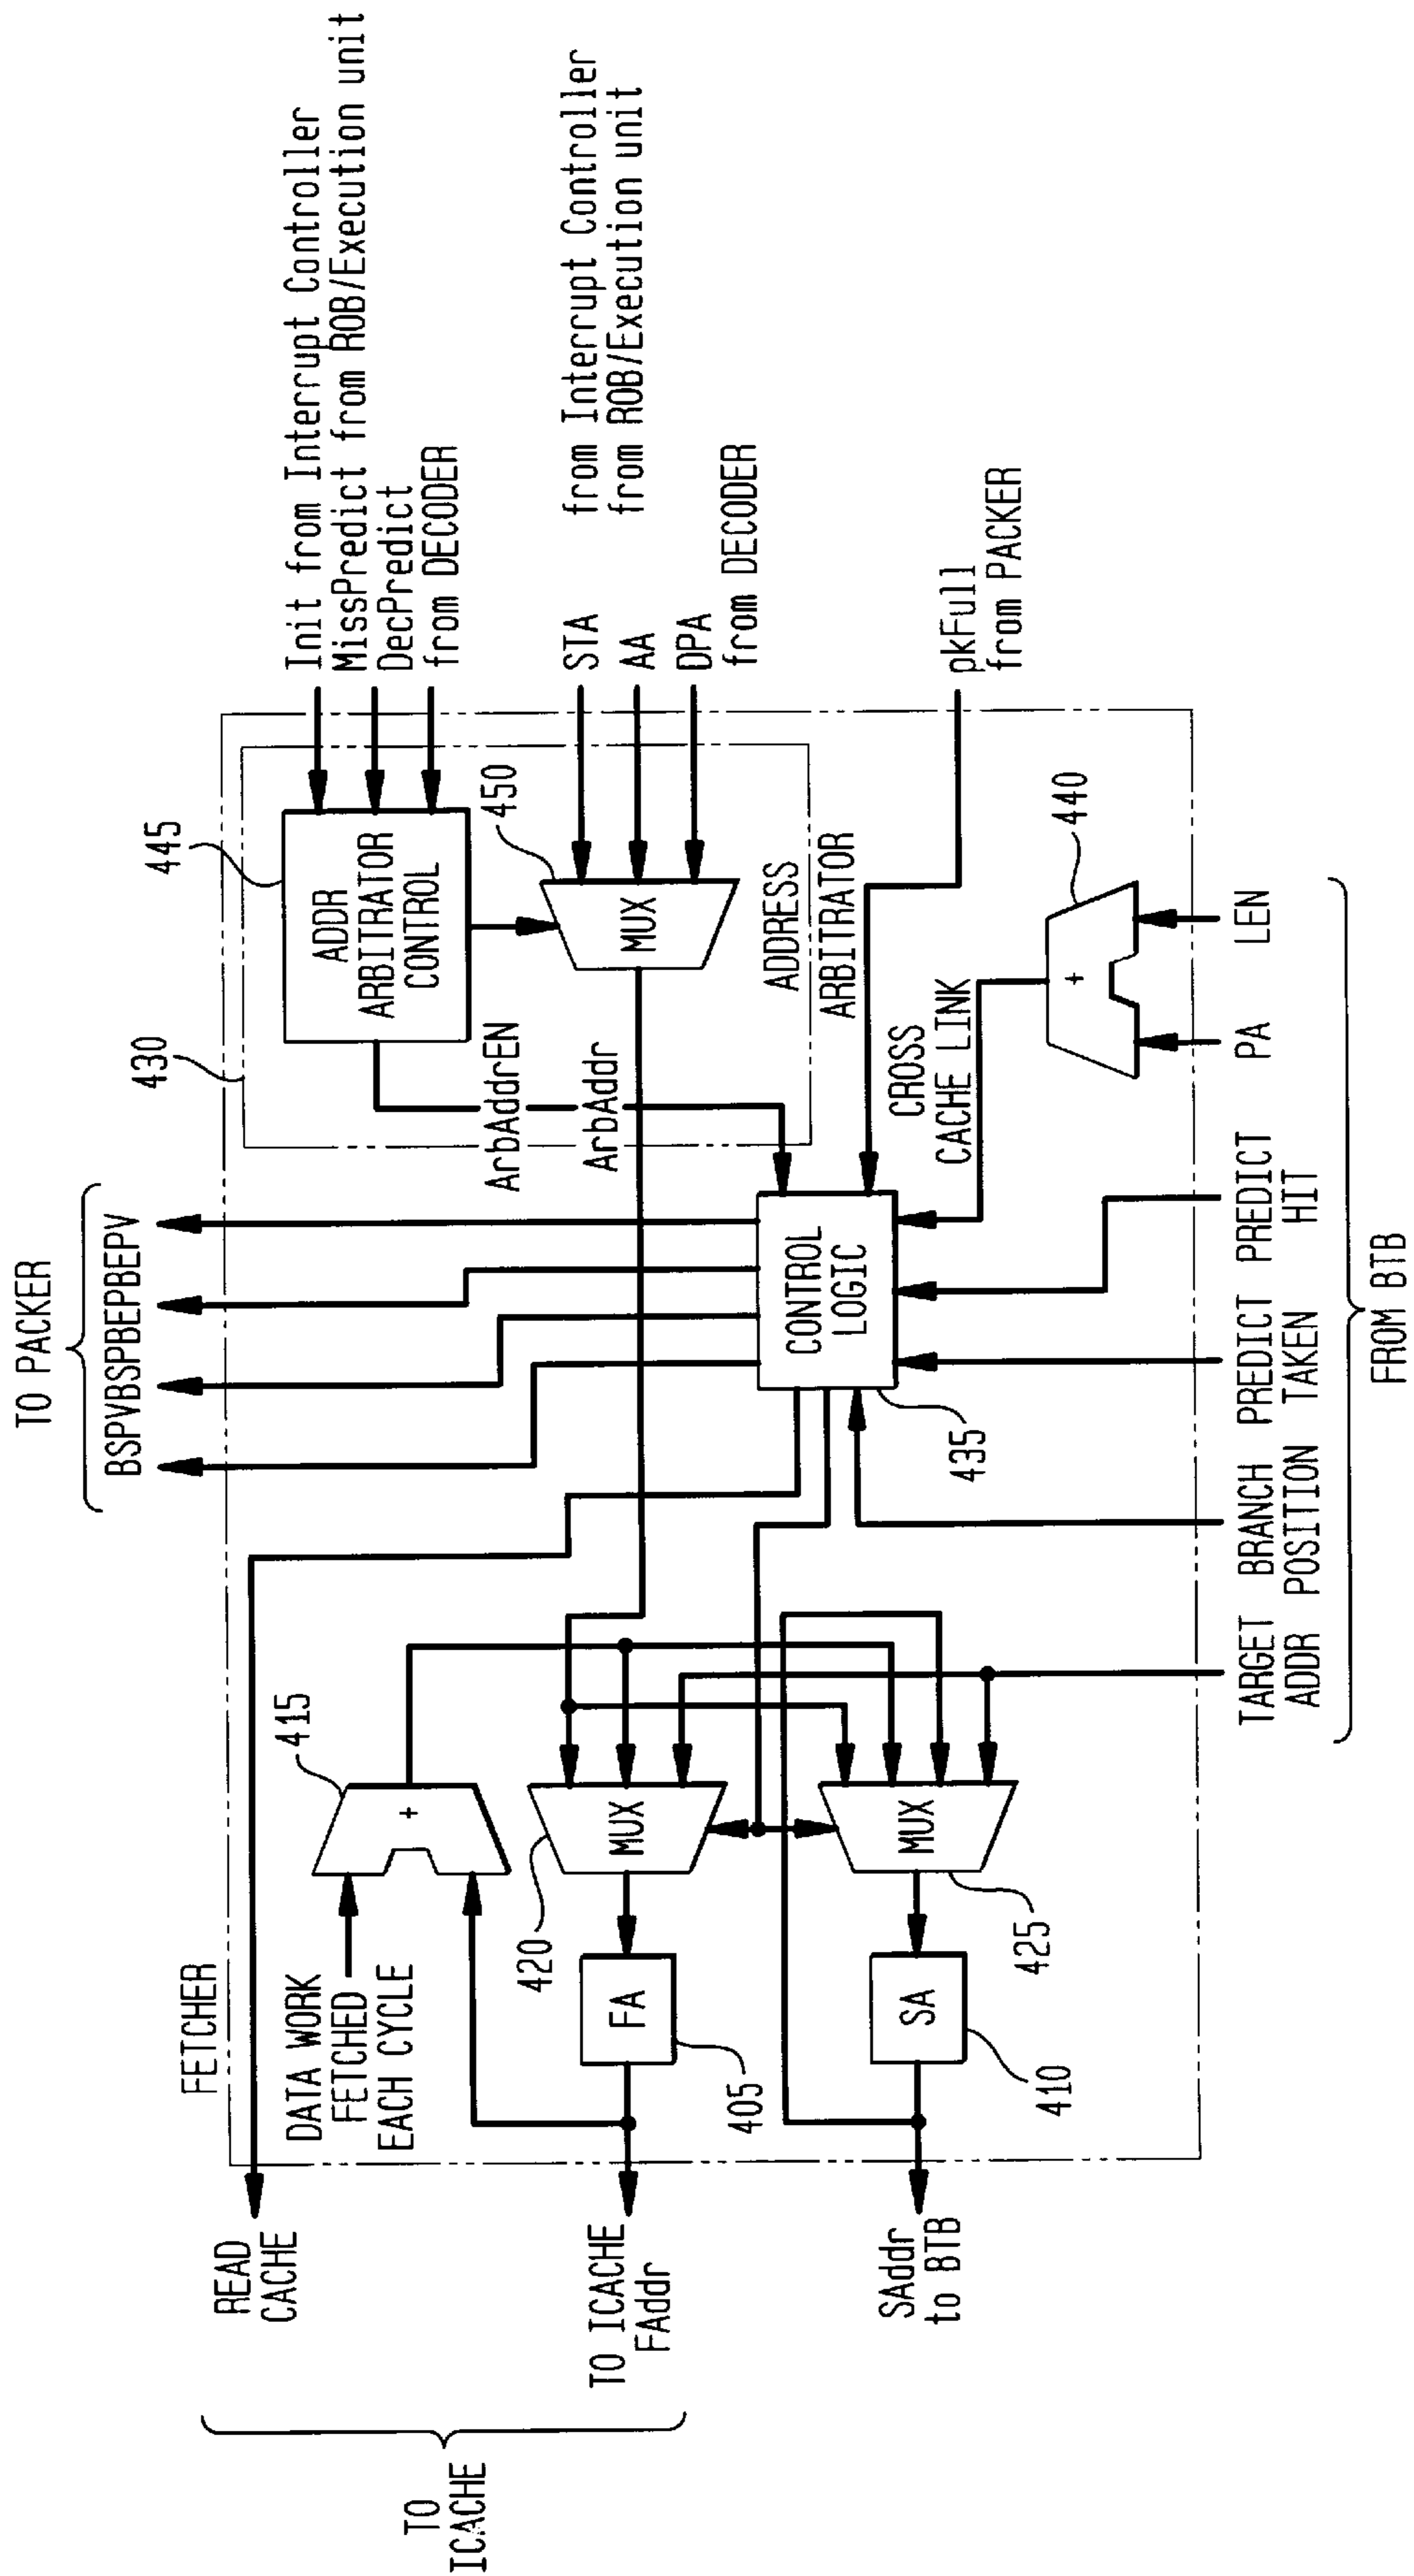 TO PACKER
BSPVBSPBEPBEPV
FETCHER
READ
CACHE
TO
ICACHE
TO ICACHE
FAddr
SAddr
to BTB
DATA WORK
FETCHED
EACH CYCLE
+
415
MUX
420
FA
405
MUX
425
SA
410
430
445
ADDR
ARBITRATOR
CONTROL
ArbAddrEN
ArbAddr
450
MUX
ADDRESS
ARBITRATOR
Init from Interrupt Controller
MissPredict from ROB/Execution unit
DecPredict
from DECODER
STA
from Interrupt Controller
AA
from ROB/Execution unit
DPA
from DECODER
pkFull
from PACKER
CONTROL
LOGIC
435
CROSS
CACHE LINK
+
440
TARGET
ADDR
BRANCH
POSITION
PREDICT
TAKEN
PREDICT
HIT
PA
LEN
FROM BTB